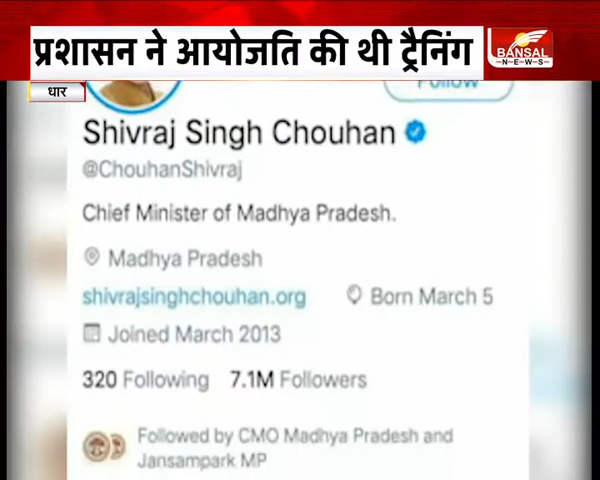 प्रशासन ने आयोजति की थी ट्रैनिंग
BANSAL
NEWS
धार
Follow
Shivraj Singh Chouhan
@ChouhanShivraj
Chief Minister of Madhya Pradesh.
Madhya Pradesh
shivrajsinghchouhan.org Born March 5
Joined March 2013
320 Following 7.1M Followers
Followed by CMO Madhya Pradesh and
Jansampark MP